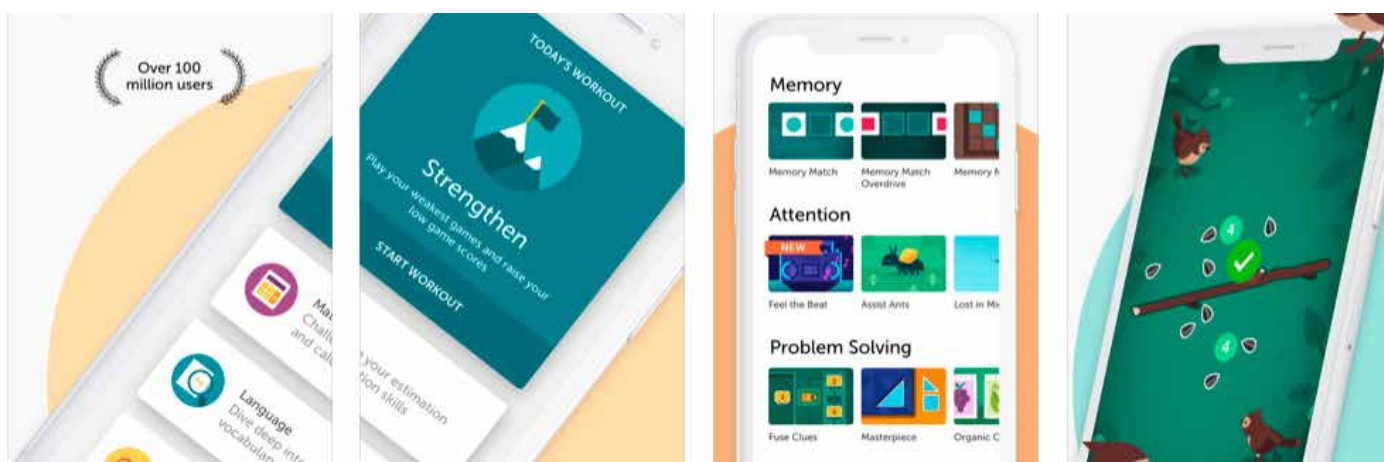 Over 100
million users
Language
Dive deep
TODAY'S WORKOUT
Strengthen
Play your weakest games and raise your
low game scores
START WORKOUT
your estimation
skills
Memory
Memory Match
Memory Match
Overdrive
Memory
Attention
NEW
Feel the Beat
Assist Ants
Lost in
Problem Solving
Fuse Clues
Masterpiece
Organic
4
4